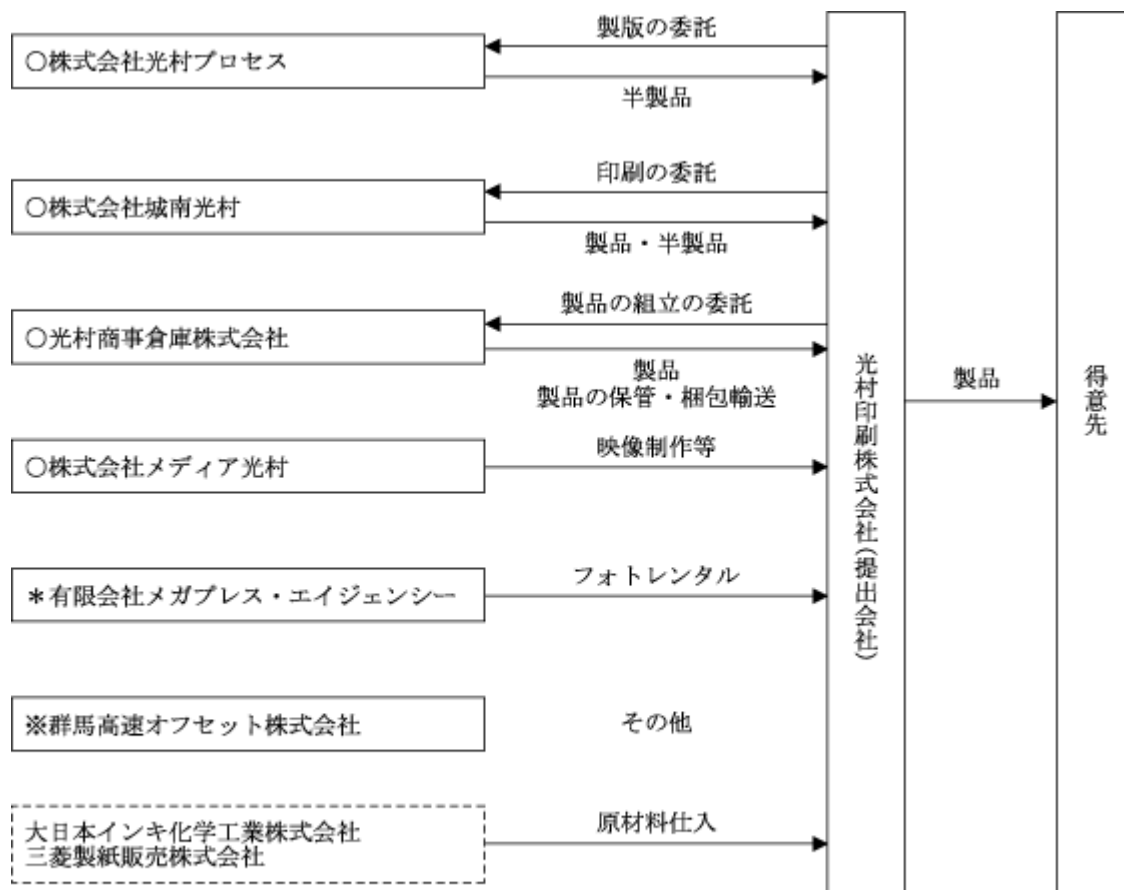 製版の委託
○株式会社光村プロセス
半製品
印刷の委託
○株式会社城南光村
製品・半製品
製品の組立の委託
○光村商事倉庫株式会社
製品
製品の保管・梱包輸送
映像制作等
○株式会社メディア光村
フォトレンタル
＊有限会社メガプレス・エイジェンシー
※群馬高速オフセット株式会社
その他
原材料仕入
大日本インキ化学工業株式会社
三菱製紙販売株式会社
光村印刷株式会社(提出会社)
製品
得意先